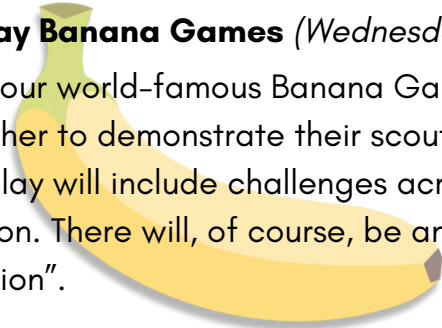 ay Banana Games (Wednesd
our world-famous Banana Ga
her to demonstrate their scout
lay will include challenges acr
on. There will, of course, be an
ion”.